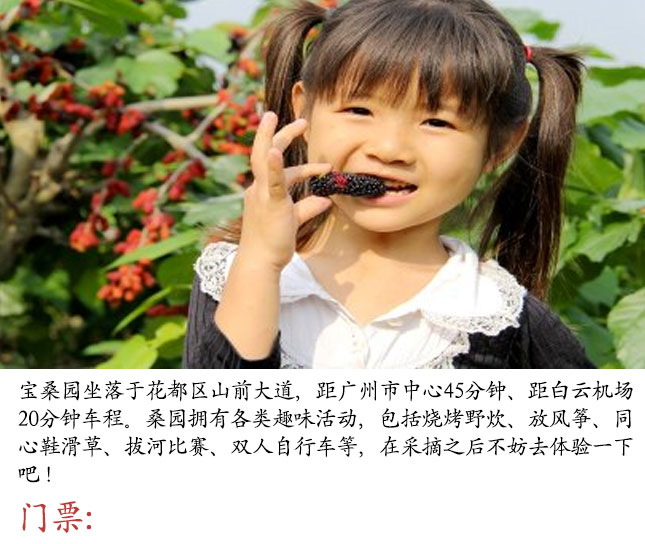 宝桑园坐落于花都区山前大道，距广州市中心45分钟、距白云机场
20分钟车程。桑园拥有各类趣味活动，包括烧烤野炊、放风筝、同
心鞋滑草、拔河比赛、双人自行车等，在采摘之后不妨去体验一下
吧！
门票: